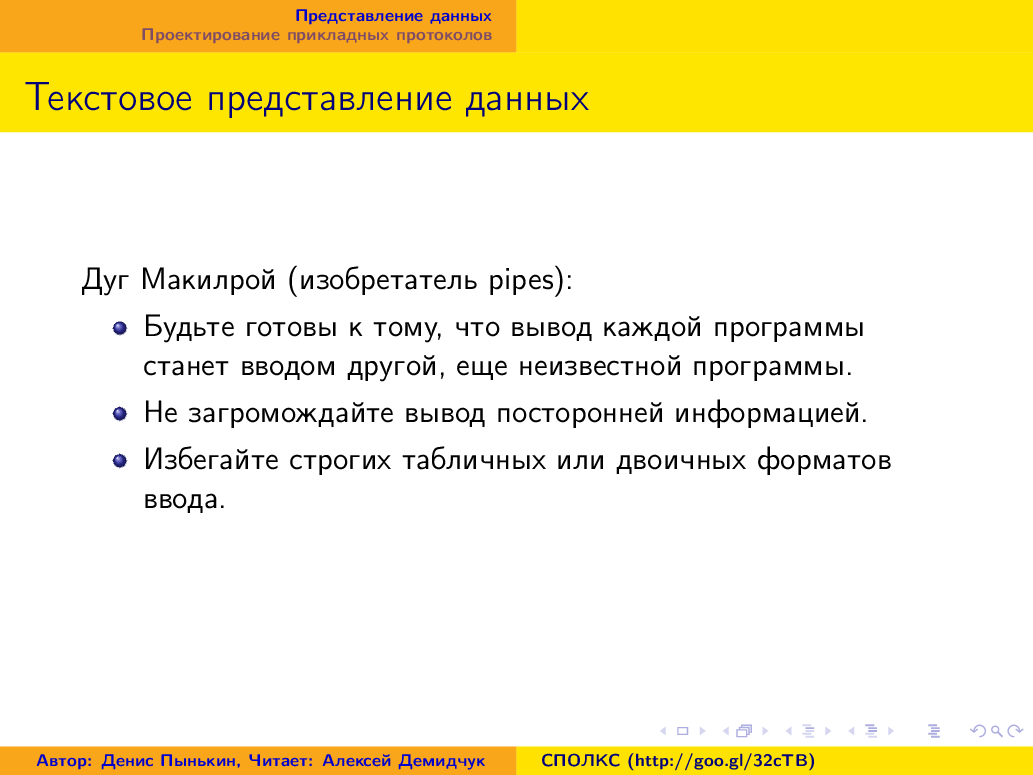 Представление данных
Проектирование прикладных протоколов
Текстовое представление данных
Дуг Макилрой (изобретатель pipes):
Будьте готовы к тому, что вывод каждой программы
станет вводом другой, еще неизвестной программы.
Не загромождайте вывод посторонней информацией.
Избегайте строгих табличных или двоичных форматов
ввода.
Автор: Денис Пынькин, Читает: Алексей Демидчук
СПОЛКС (http://goo.gl/32cTB)